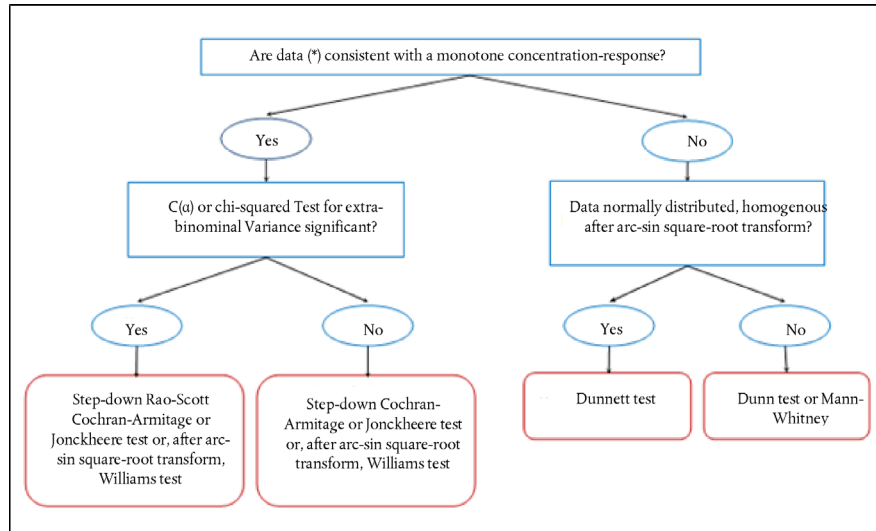 Are data (*) consistent with a monotone concentration-response?
Yes
No
C(α) or chi-squared Test for extra-
binominal Variance significant?
Data normally distributed, homogenous
after arc-sin square-root transform?
Yes
No
Yes
No
Step-down Rao-Scott
Cochran-Armitage or
Jonckheere test or, after arc-
sin square-root transform,
Williams test
Step-down Cochran-
Armitage or Jonckheere test
or, after arc-sin square-root
transform, Williams test
Dunnett test
Dunn test or Mann-
Whitney